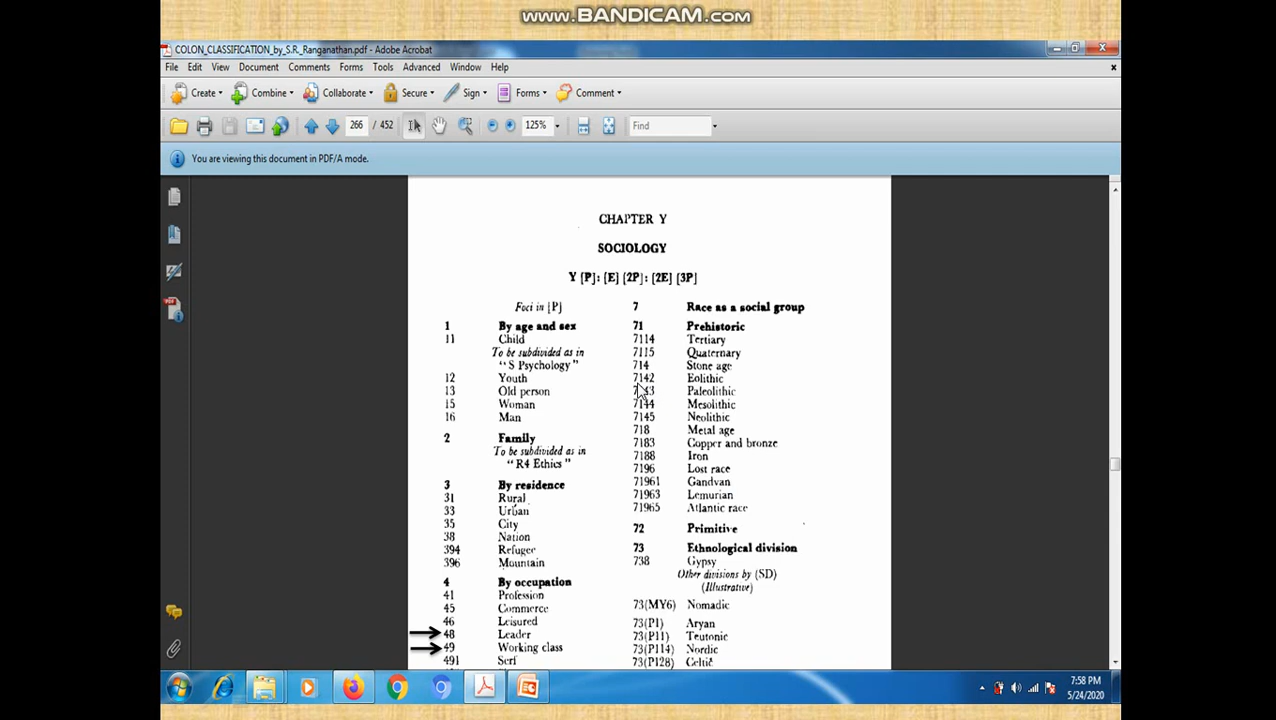 www.BANDICAM.com
COLON_CLASSIFICATION_by_S.R._Ranganathan.pdf - Adobe Acrobat
File Edit View Document Comments Forms Tools Advanced Window Help
Create Combine Collaborate Secure Sign Forms Comment
266 / 452 125% Find
You are viewing this document in PDF/A mode.
CHAPTER Y
SOCIOLOGY
Y [P]: [E] [2P]: [2E] [3P]
Foci in [P]
1 By age and sex
11 Child
To be subdivided as in
"S Psychology"
12 Youth
13 Old person
15 Woman
16 Man
2 Family
To be subdivided as in
"R4 Ethics"
3 By residence
31 Rural
33 Urban
35 City
38 Nation
394 Refugee
396 Mountain
4 By occupation
41 Profession
45 Commerce
46 Leisured
48 Leader
49 Working class
491 Serf
7 Race as a social group
71 Prehistoric
7114 Tertiary
7115 Quaternary
714 Stone age
7142 Eolithic
Paleolithic
7144 Mesolithic
7145 Neolithic
718 Metal age
7183 Copper and bronze
7188 Iron
7196 Lost race
71961 Gandvan
71963 Lemurian
71965 Atlantic race
72 Primitive
73 Ethnological division
738 Gypsy
Other divisions by (SD)
(Illustrative)
73(MY6) Nomadic
73(P1) Aryan
73(P11) Teutonic
73(P114) Nordic
73(P128) Celtic
7:58 PM
5/24/2020